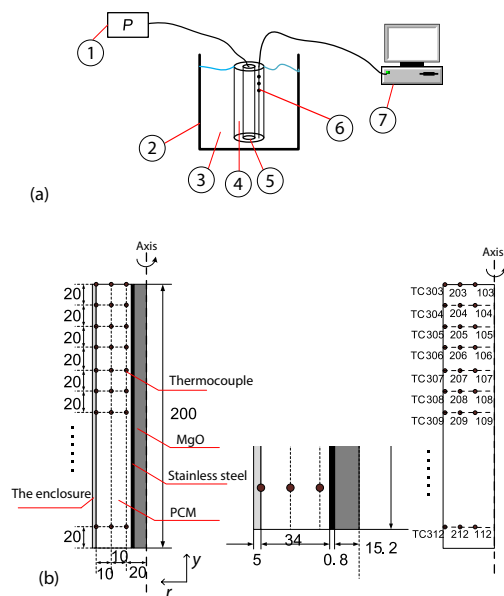 P
1
2
3
4
5
6
7
(a)
Axis
Axis
20
20
20
20
20
20
20
200
Thermocouple
MgO
Stainless steel
The enclosure
PCM
10
10
20
y
r
(b)
5
34
0.8
15.2
TC303 203 103
TC304 204 104
TC305 205 105
TC306 206 106
TC307 207 107
TC308 208 108
TC309 209 109
TC312 212 112